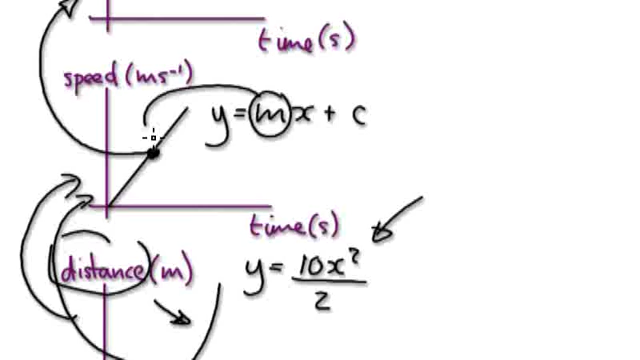 time(s)
speed (ms⁻¹)
y = mx + c
time(s)
distance (m)
y = 10x²/2